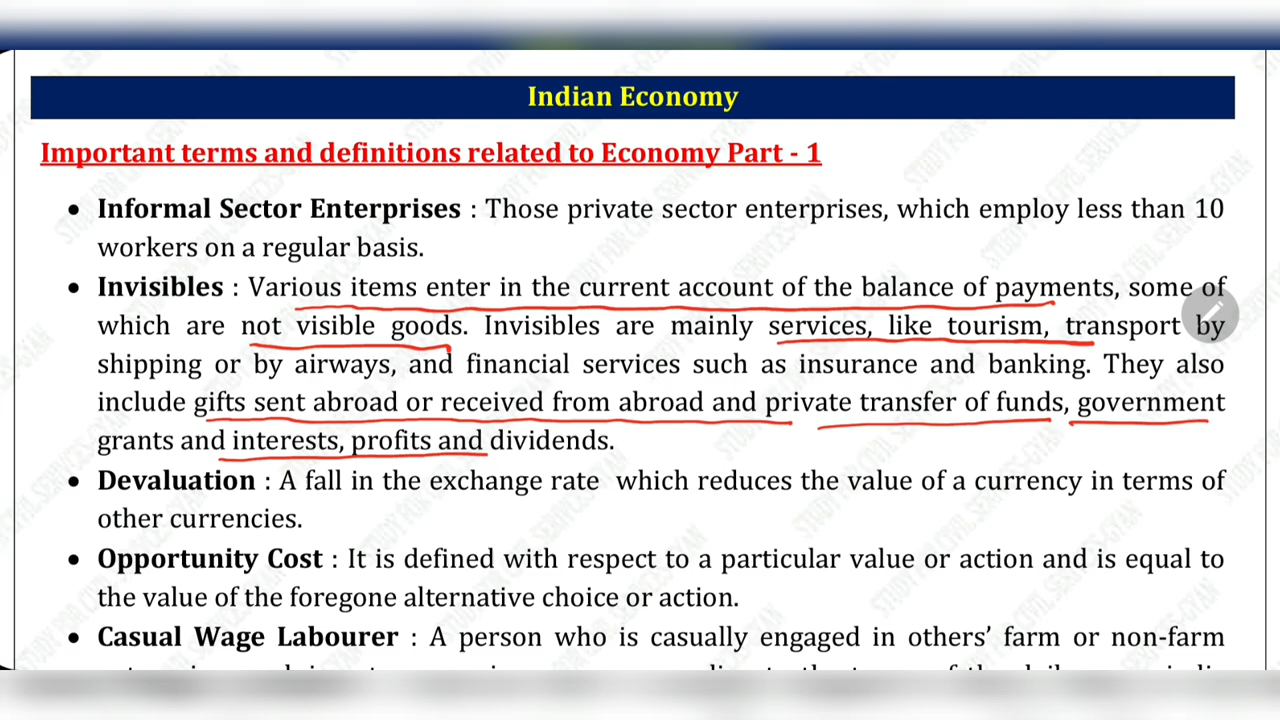 Indian Economy
Important terms and definitions related to Economy Part - 1
• Informal Sector Enterprises : Those private sector enterprises, which employ less than 10
workers on a regular basis.
• Invisibles : Various items enter in the current account of the balance of payments, some of
which are not visible goods. Invisibles are mainly services, like tourism, transport by
shipping or by airways, and financial services such as insurance and banking. They also
include gifts sent abroad or received from abroad and private transfer of funds, government
grants and interests, profits and dividends.
• Devaluation : A fall in the exchange rate which reduces the value of a currency in terms of
other currencies.
• Opportunity Cost : It is defined with respect to a particular value or action and is equal to
the value of the foregone alternative choice or action.
• Casual Wage Labourer : A person who is casually engaged in others’ farm or non-farm